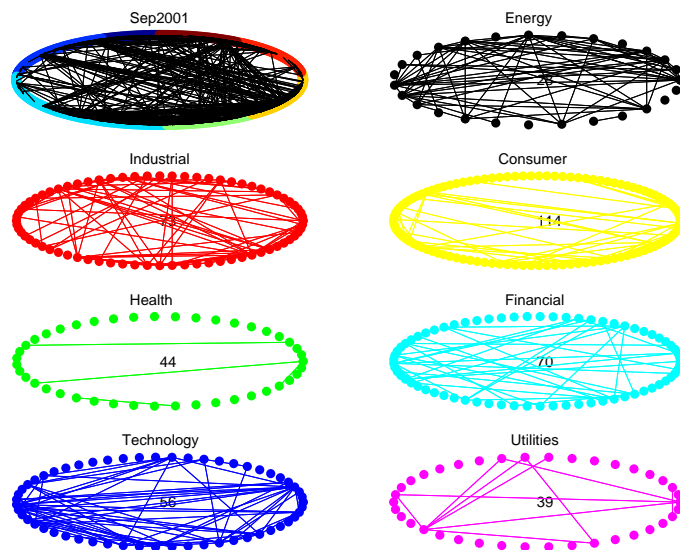 Sep2001
Energy
Industrial
Consumer
114
Health
Financial
44
70
Technology
Utilities
56
39